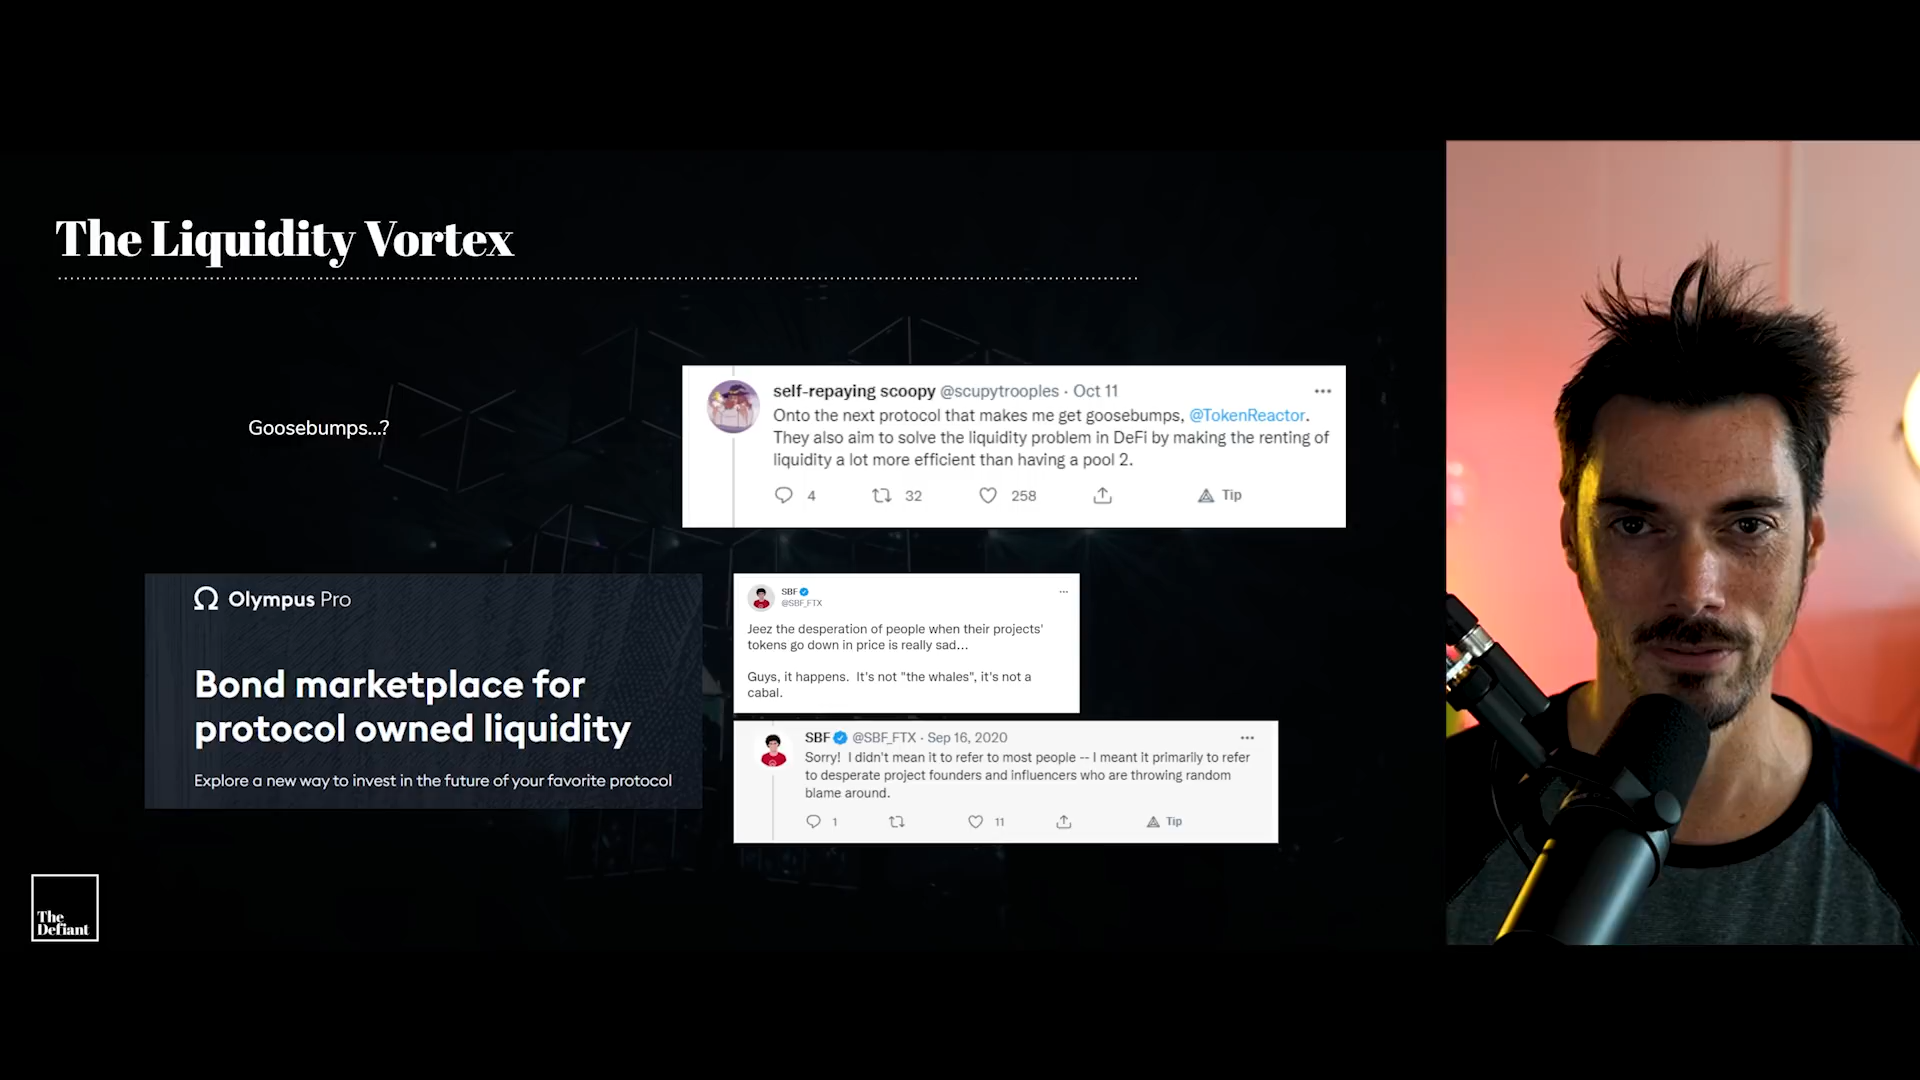 The Liquidity Vortex
Goosebumps...?
self-repaying scoopy @scupytrooples · Oct 11
Onto the next protocol that makes me get goosebumps, @TokenReactor.
They also aim to solve the liquidity problem in DeFi by making the renting of
liquidity a lot more efficient than having a pool 2.
4 32 258 Tip
Olympus Pro
Bond marketplace for
protocol owned liquidity
Explore a new way to invest in the future of your favorite protocol
SBF
@SBF_FTX
Jeez the desperation of people when their projects'
tokens go down in price is really sad...
Guys, it happens. It's not "the whales", it's not a
cabal.
SBF @SBF_FTX · Sep 16, 2020
Sorry! I didn't mean it to refer to most people -- I meant it primarily to refer
to desperate project founders and influencers who are throwing random
blame around.
1 11 Tip
The
Defiant